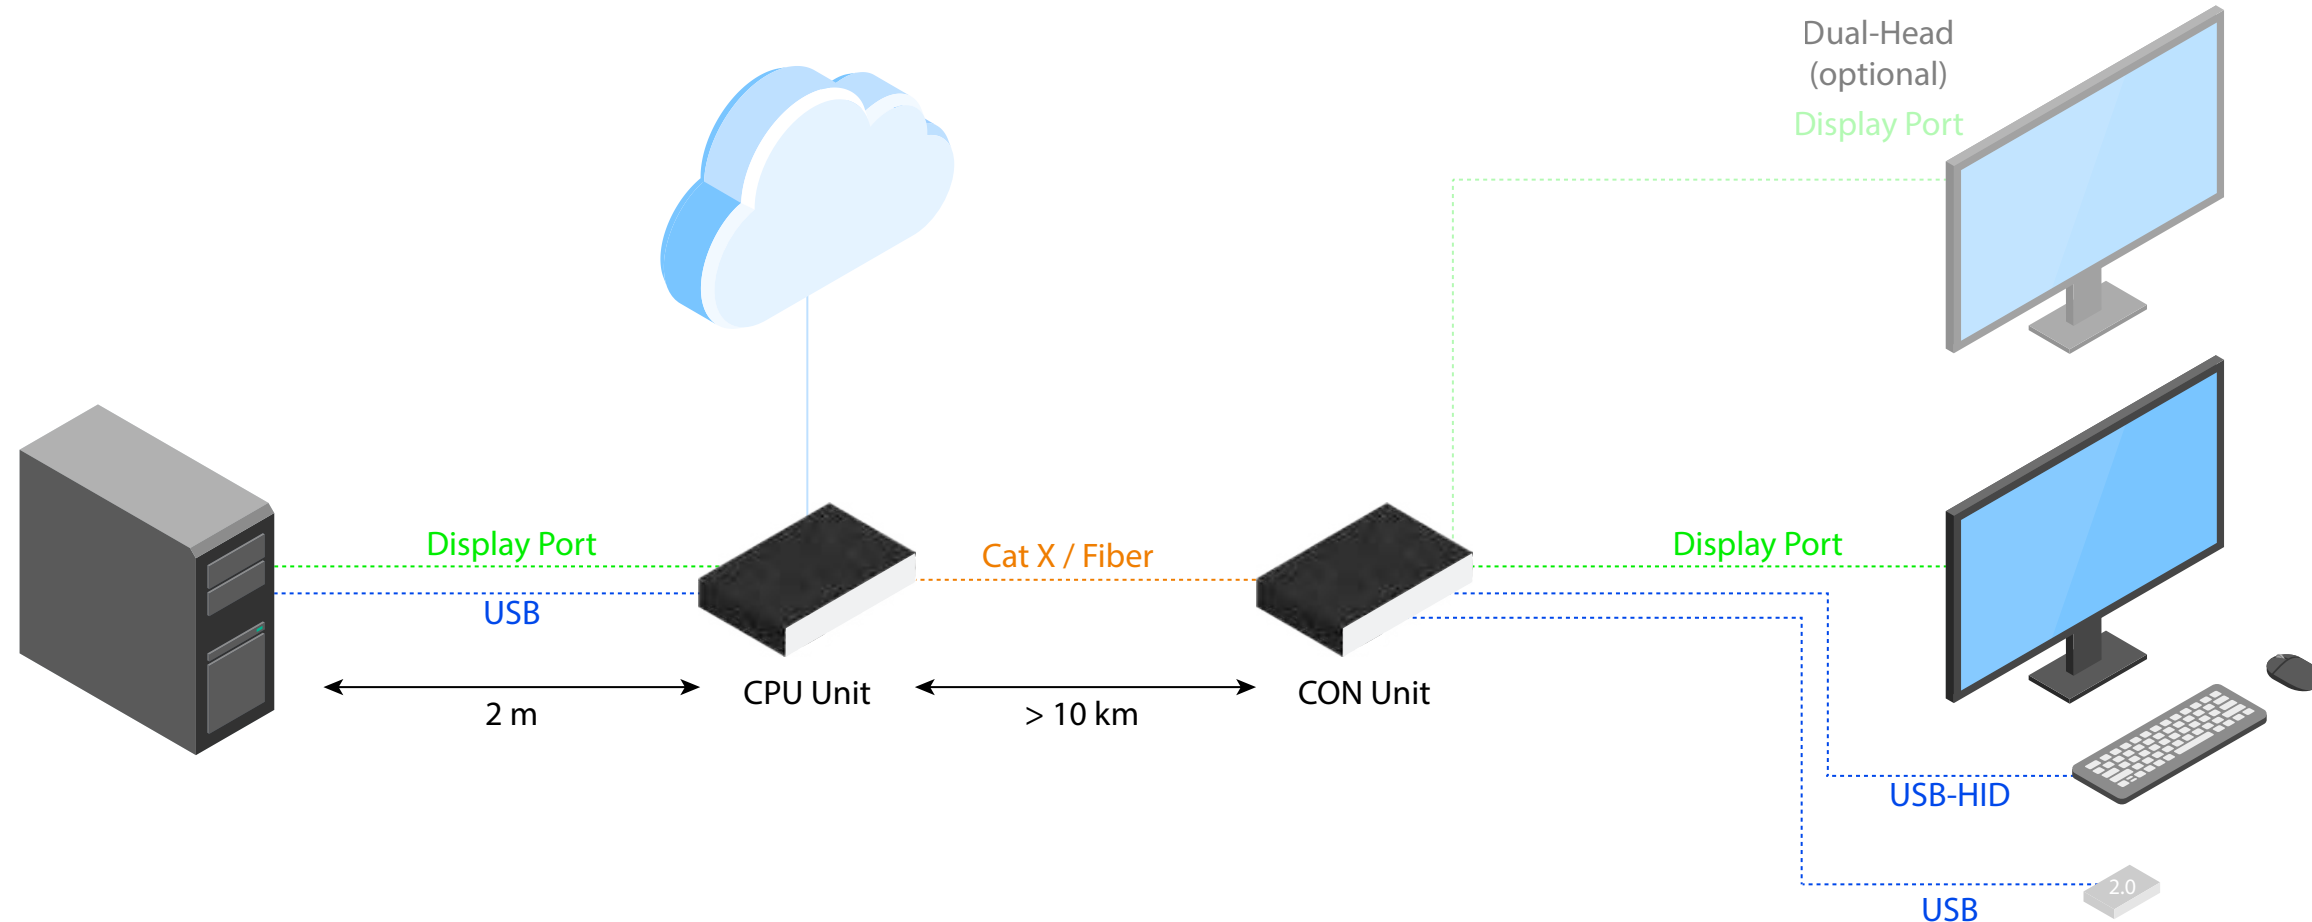 Dual-Head
(optional)
Display Port
Display Port
Cat X / Fiber
Display Port
USB
CPU Unit
CON Unit
2 m
> 10 km
USB-HID
2.0
USB